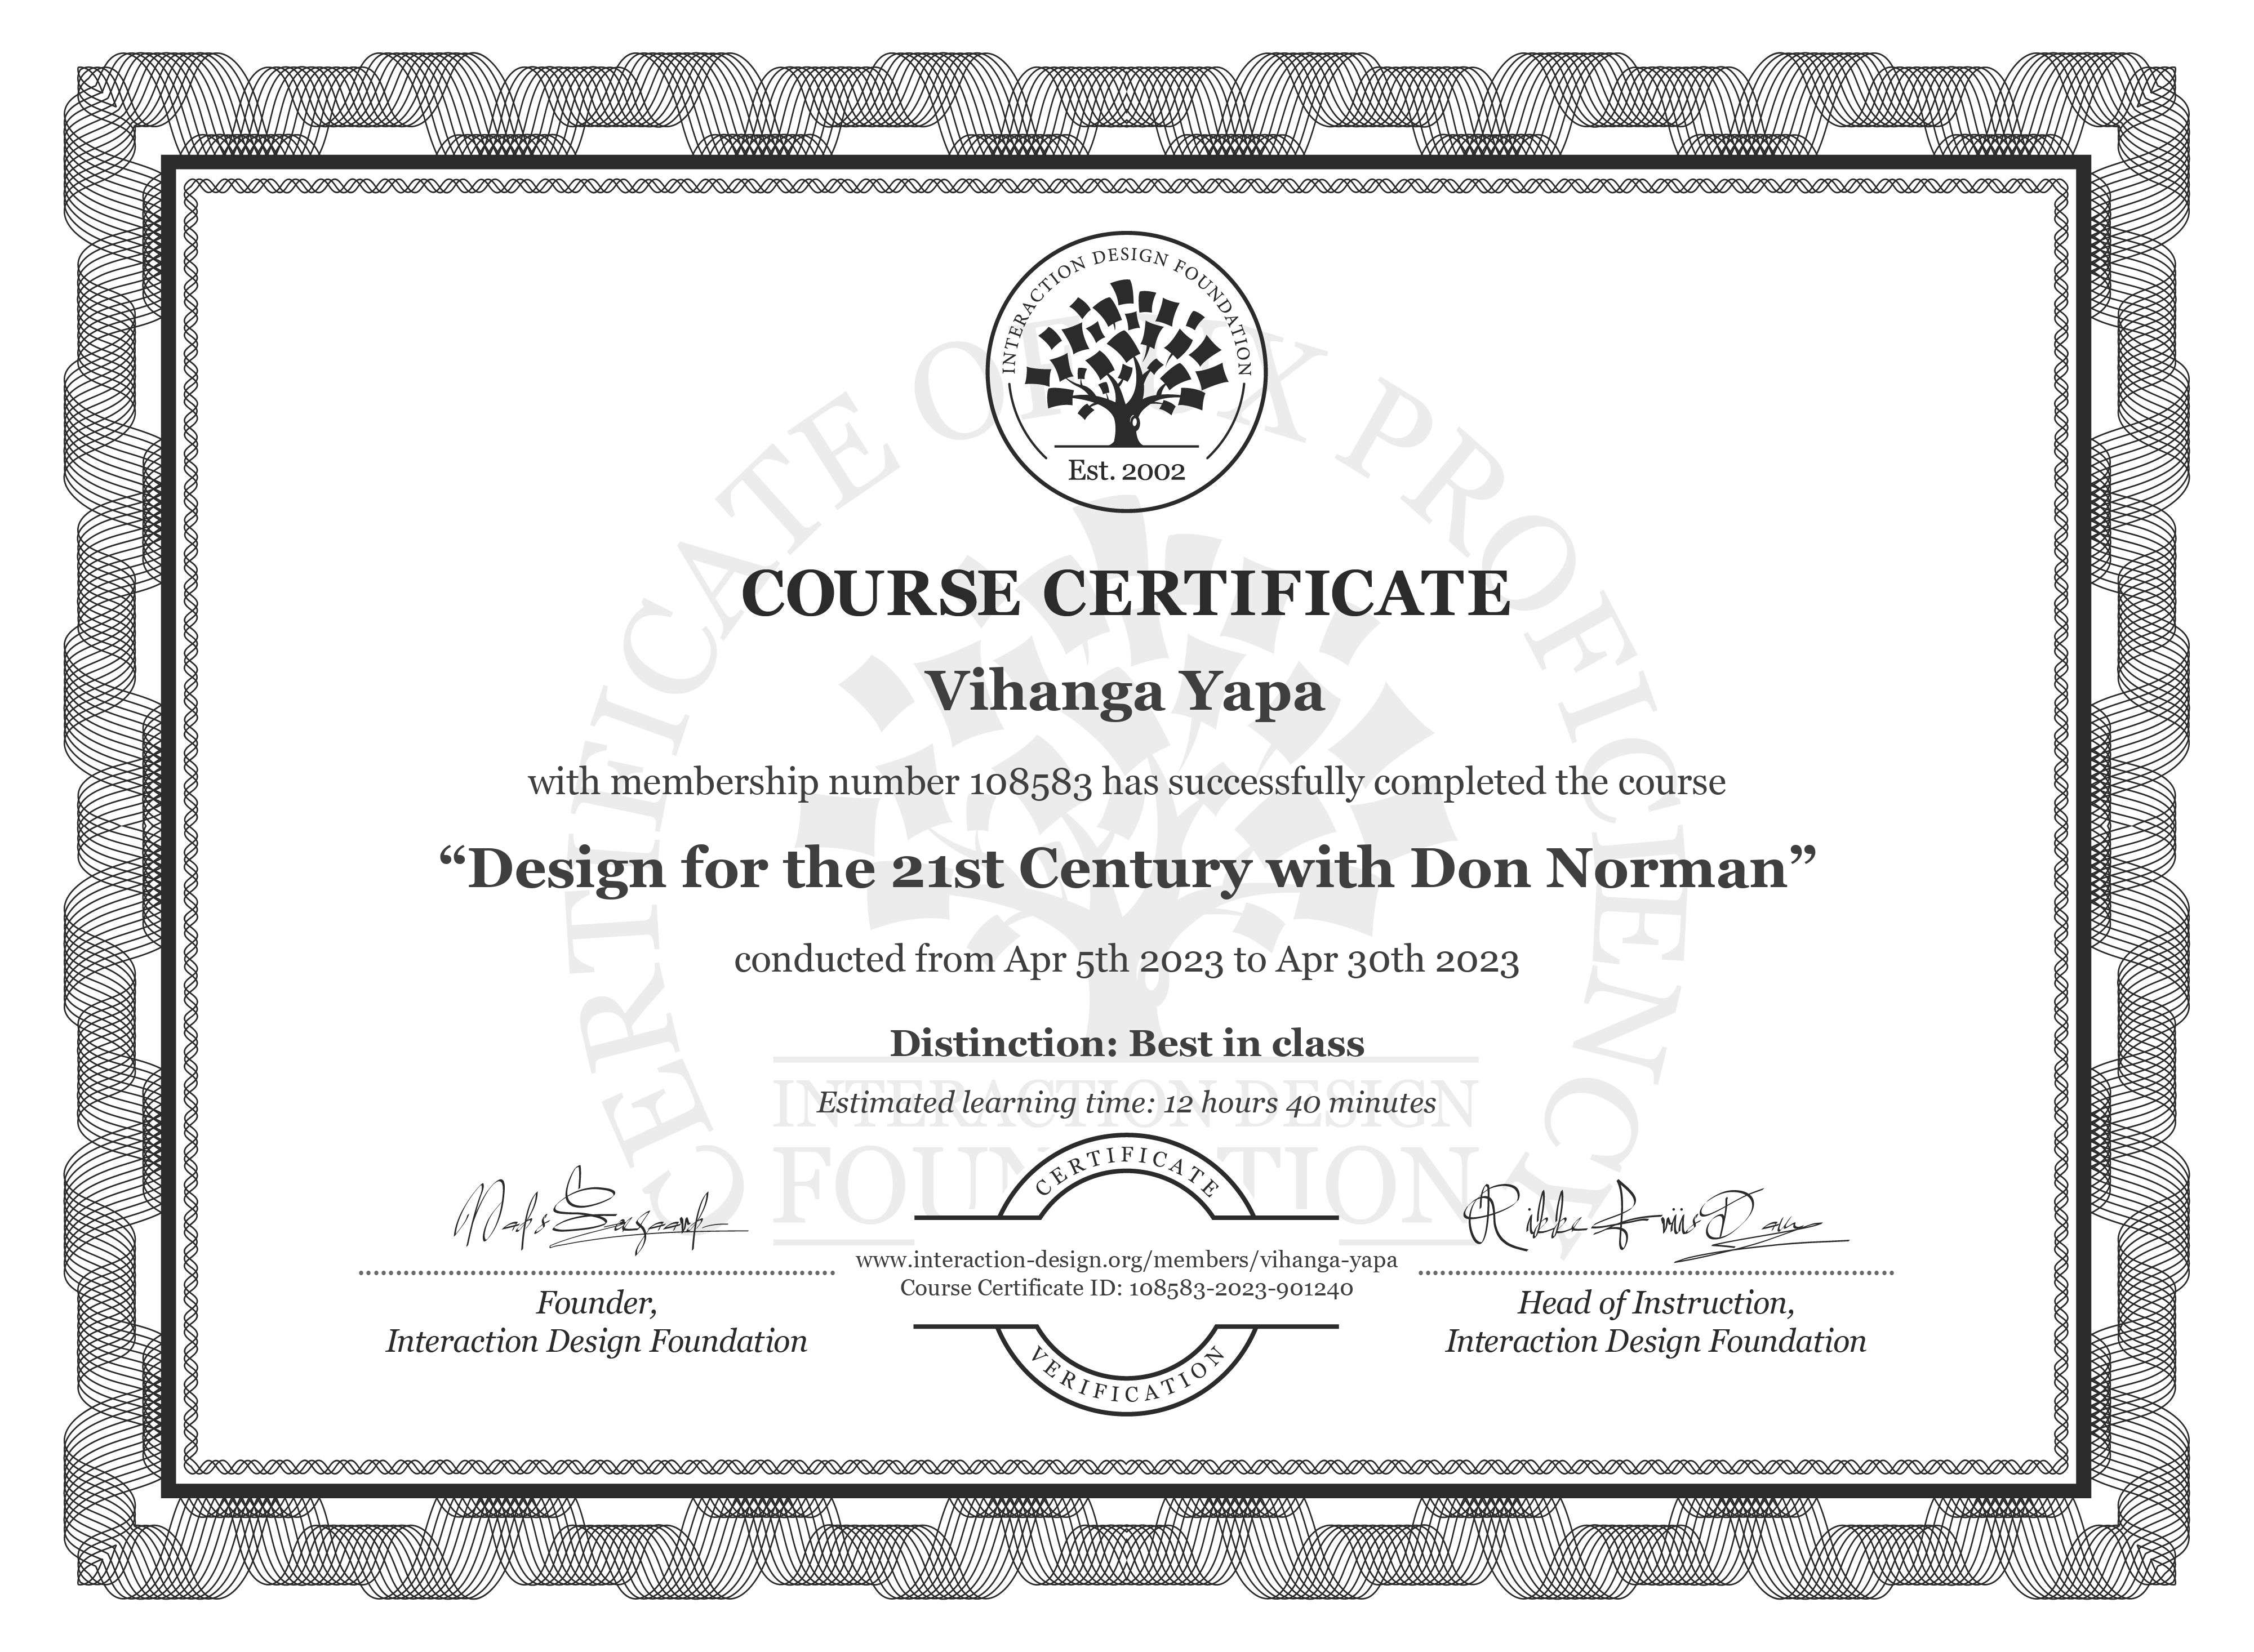 INTERACTION DESIGN FOUNDATION
Est. 2002
CERTIFICATE OF UX PROFICIENCY
COURSE CERTIFICATE
Vihanga Yapa
with membership number 108583 has successfully completed the course
“Design for the 21st Century with Don Norman”
conducted from Apr 5th 2023 to Apr 30th 2023
Distinction: Best in class
INTERACTION DESIGN
FOUNDATION
Estimated learning time: 12 hours 40 minutes
CERTIFICATE
www.interaction-design.org/members/vihanga-yapa
Course Certificate ID: 108583-2023-901240
VERIFICATION
Founder,
Interaction Design Foundation
Rikke Friis Dam
Head of Instruction,
Interaction Design Foundation